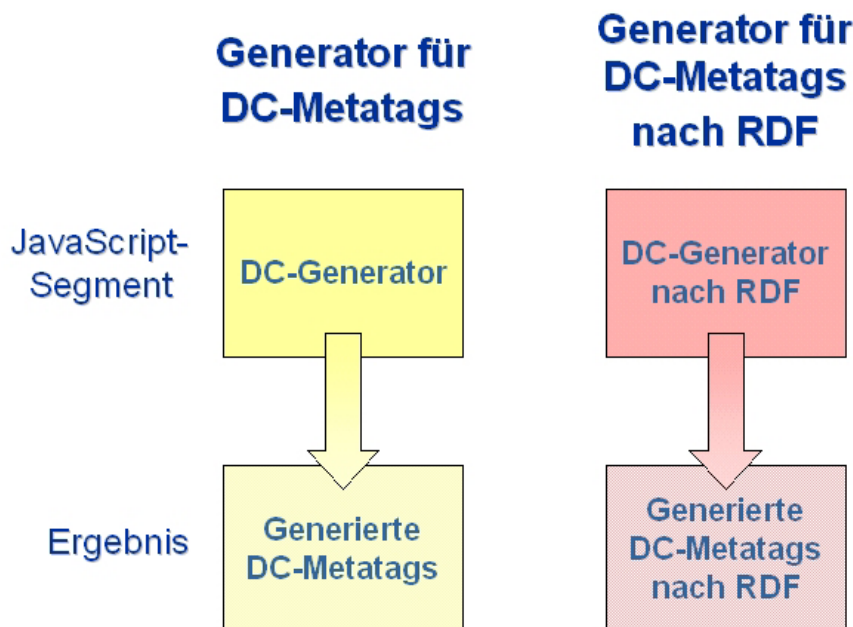 Generator für
DC-Metatags
Generator für
DC-Metatags
nach RDF
JavaScript-
Segment
DC-Generator
DC-Generator
nach RDF
Ergebnis
Generierte
DC-Metatags
Generierte
DC-Metatags
nach RDF